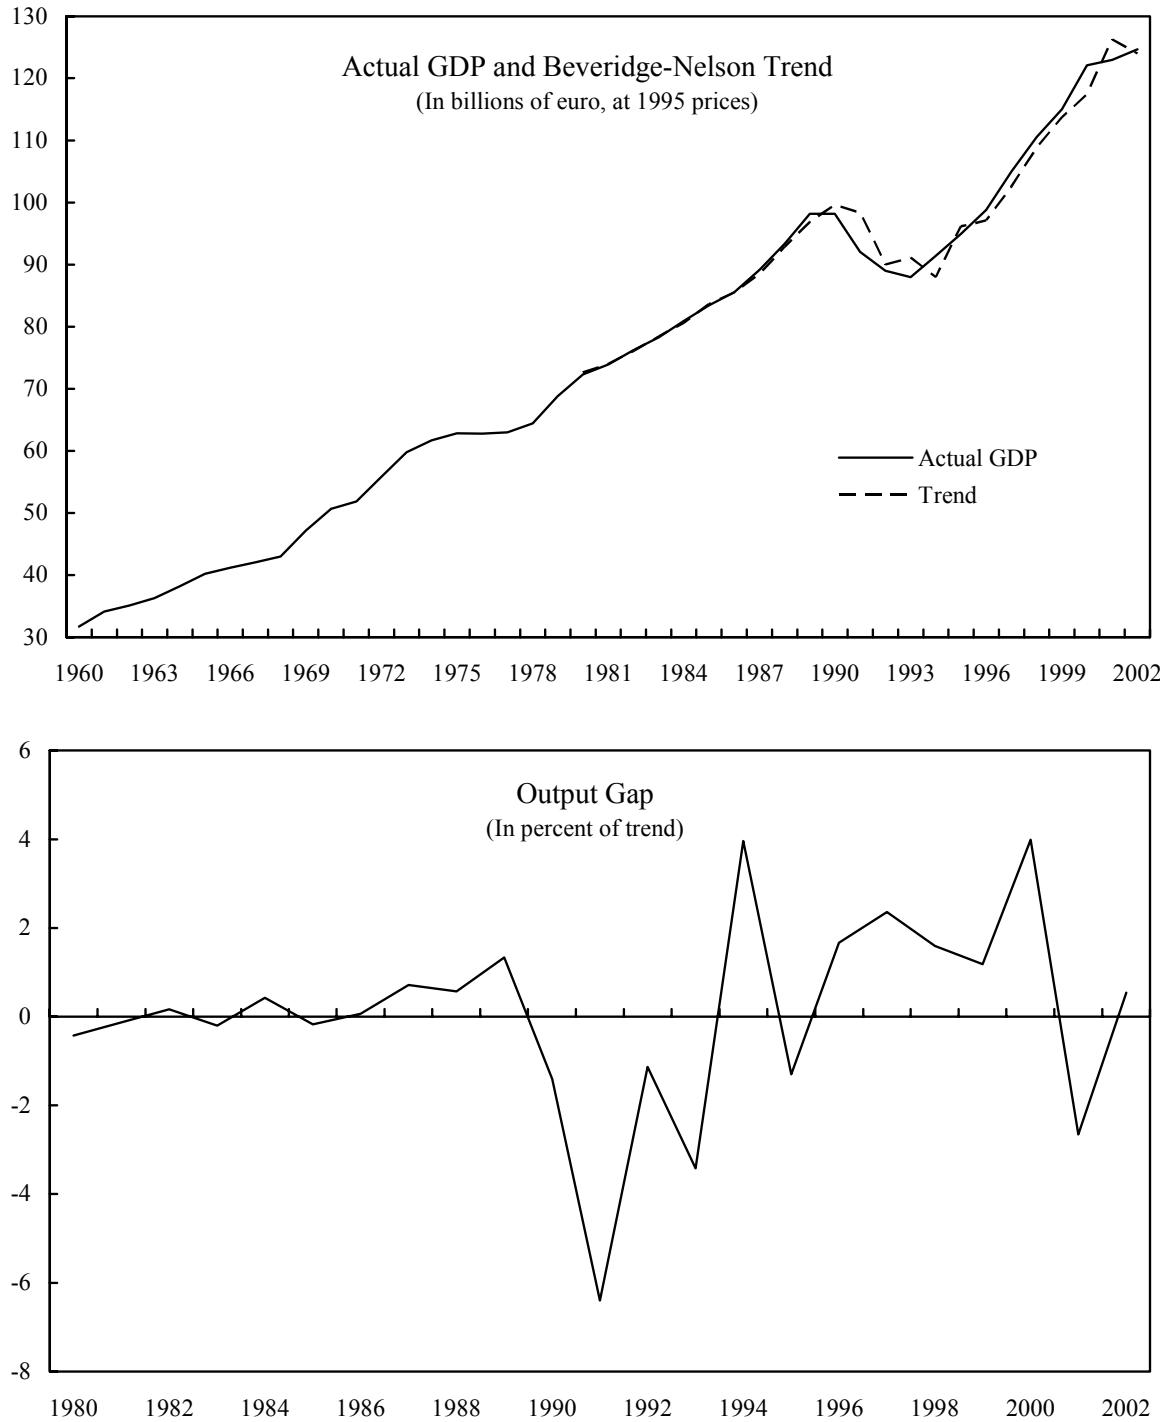 130
Actual GDP and Beveridge-Nelson Trend
120
(In billions of euro, at 1995 prices)
110
100
90
80
70
60
Actual GDP
Trend
50
40
30
1960 1963 1966 1969 1972 1975 1978 1981 1984 1987 1990 1993 1996 1999 2002
6
Output Gap
(In percent of trend)
4
2
0
-2
-4
-6
-8
1980 1982 1984 1986 1988 1990 1992 1994 1996 1998 2000 2002